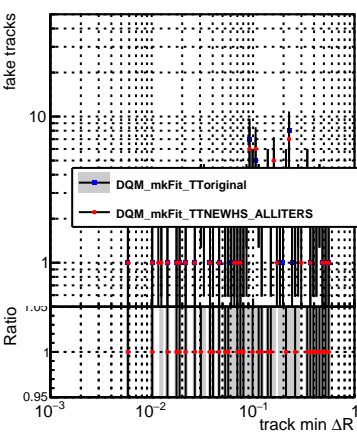 fake tracks
10
DQM_mkFit_TToriginal
DQM_mkFit_TTNEWHS_ALLITERS
1
1.05
Ratio
1
0.95
10⁻³ 10⁻² 10⁻¹ 1
track min ΔR